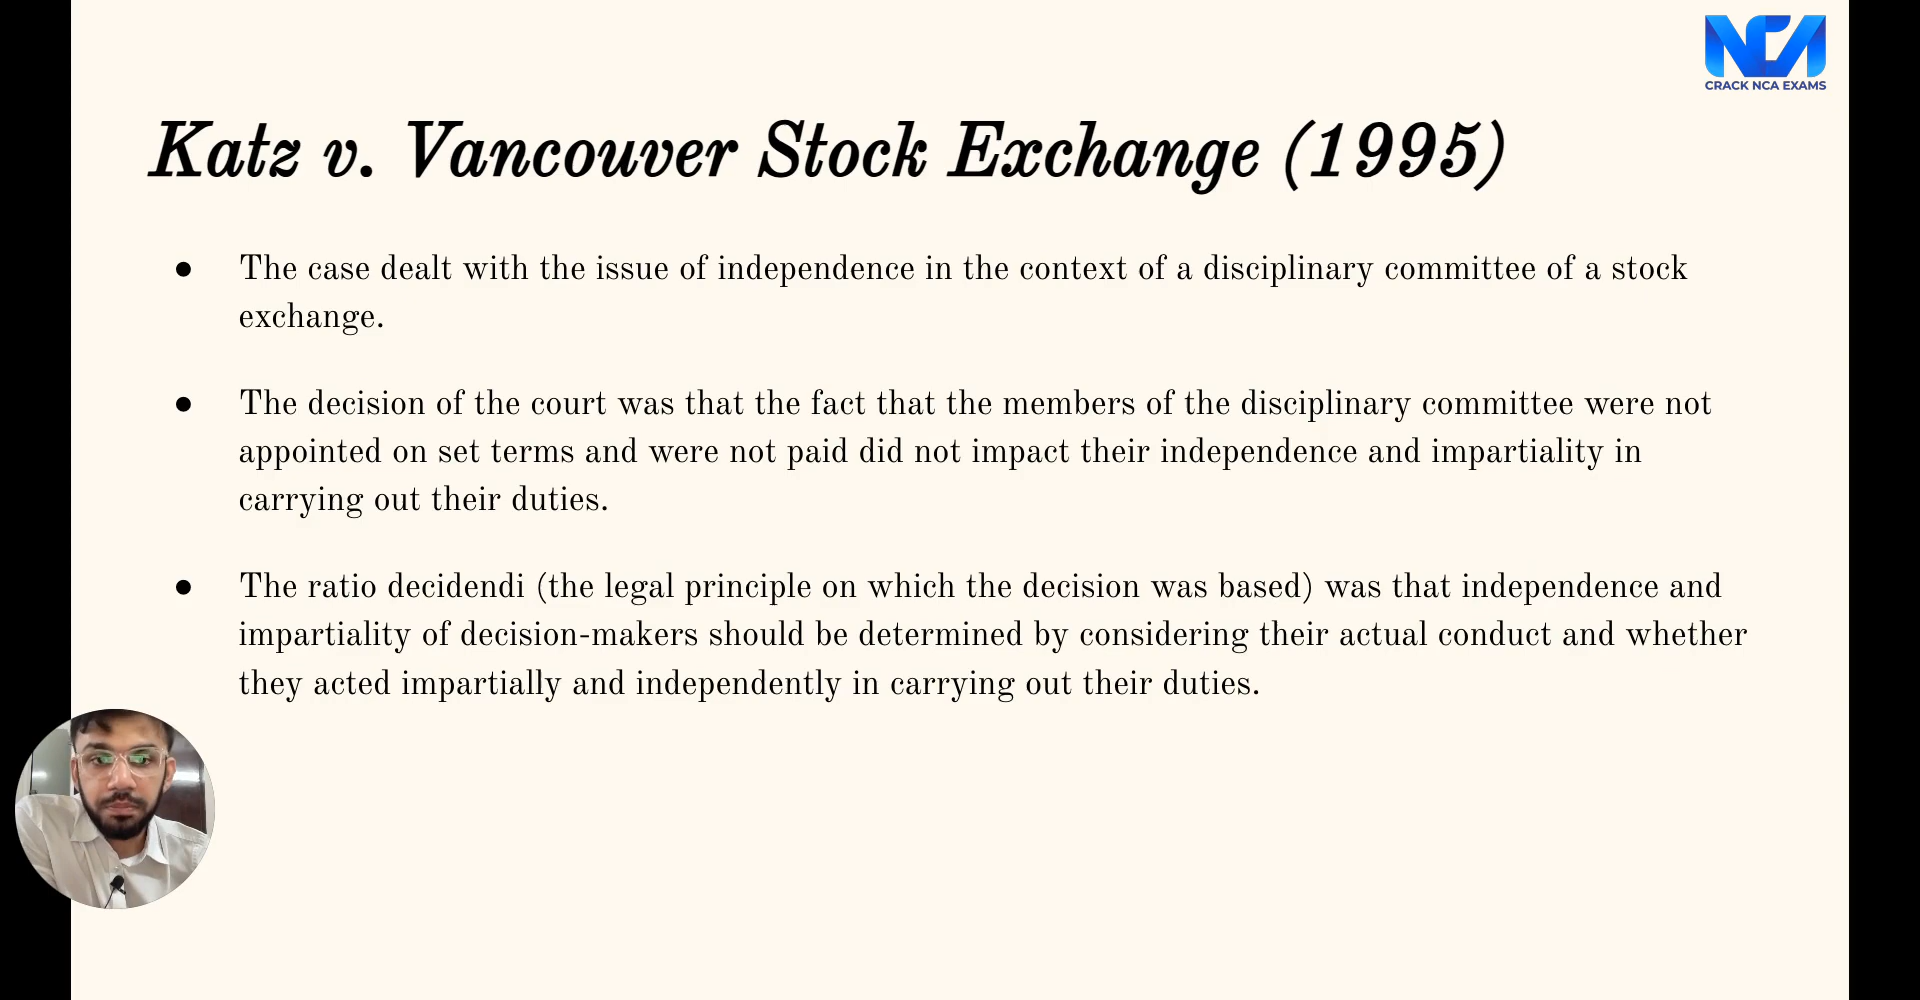 NCA
CRACK NCA EXAMS
Katz v. Vancouver Stock Exchange (1995)
● The case dealt with the issue of independence in the context of a disciplinary committee of a stock
exchange.
● The decision of the court was that the fact that the members of the disciplinary committee were not
appointed on set terms and were not paid did not impact their independence and impartiality in
carrying out their duties.
● The ratio decidendi (the legal principle on which the decision was based) was that independence and
impartiality of decision-makers should be determined by considering their actual conduct and whether
they acted impartially and independently in carrying out their duties.